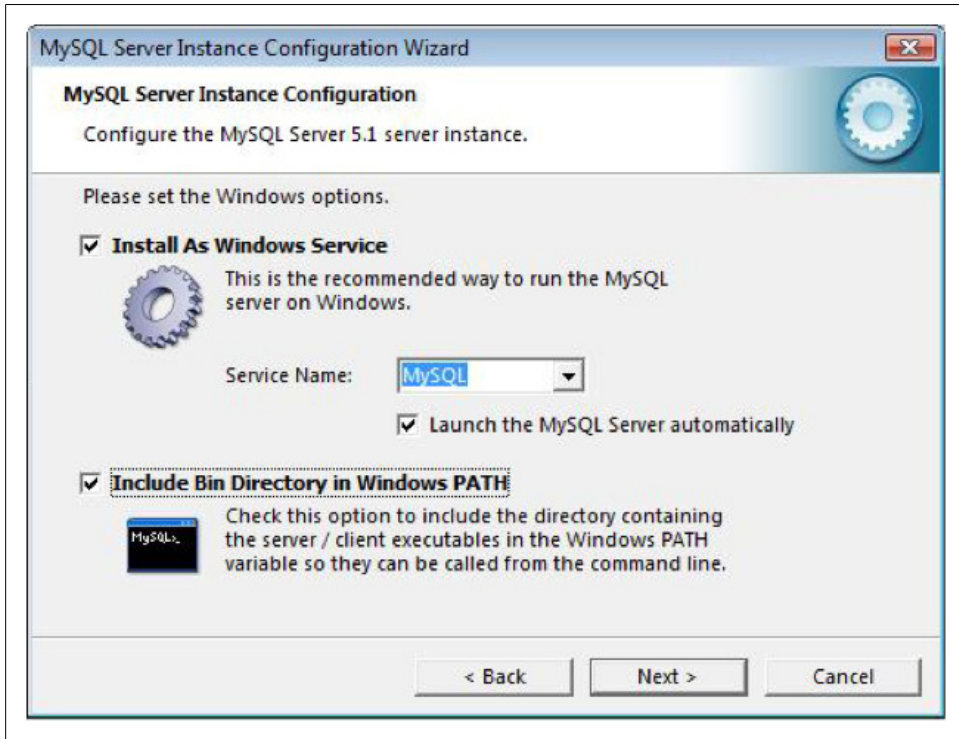 MySQL Server Instance Configuration Wizard
MySQL Server Instance Configuration
Configure the MySQL Server 5.1 server instance.
Please set the Windows options.
Install As Windows Service
This is the recommended way to run the MySQL
server on Windows.
Service Name: MySQL
Launch the MySQL Server automatically
Include Bin Directory in Windows PATH
MySQL>_
Check this option to include the directory containing
the server / client executables in the Windows PATH
variable so they can be called from the command line.
< Back Next > Cancel